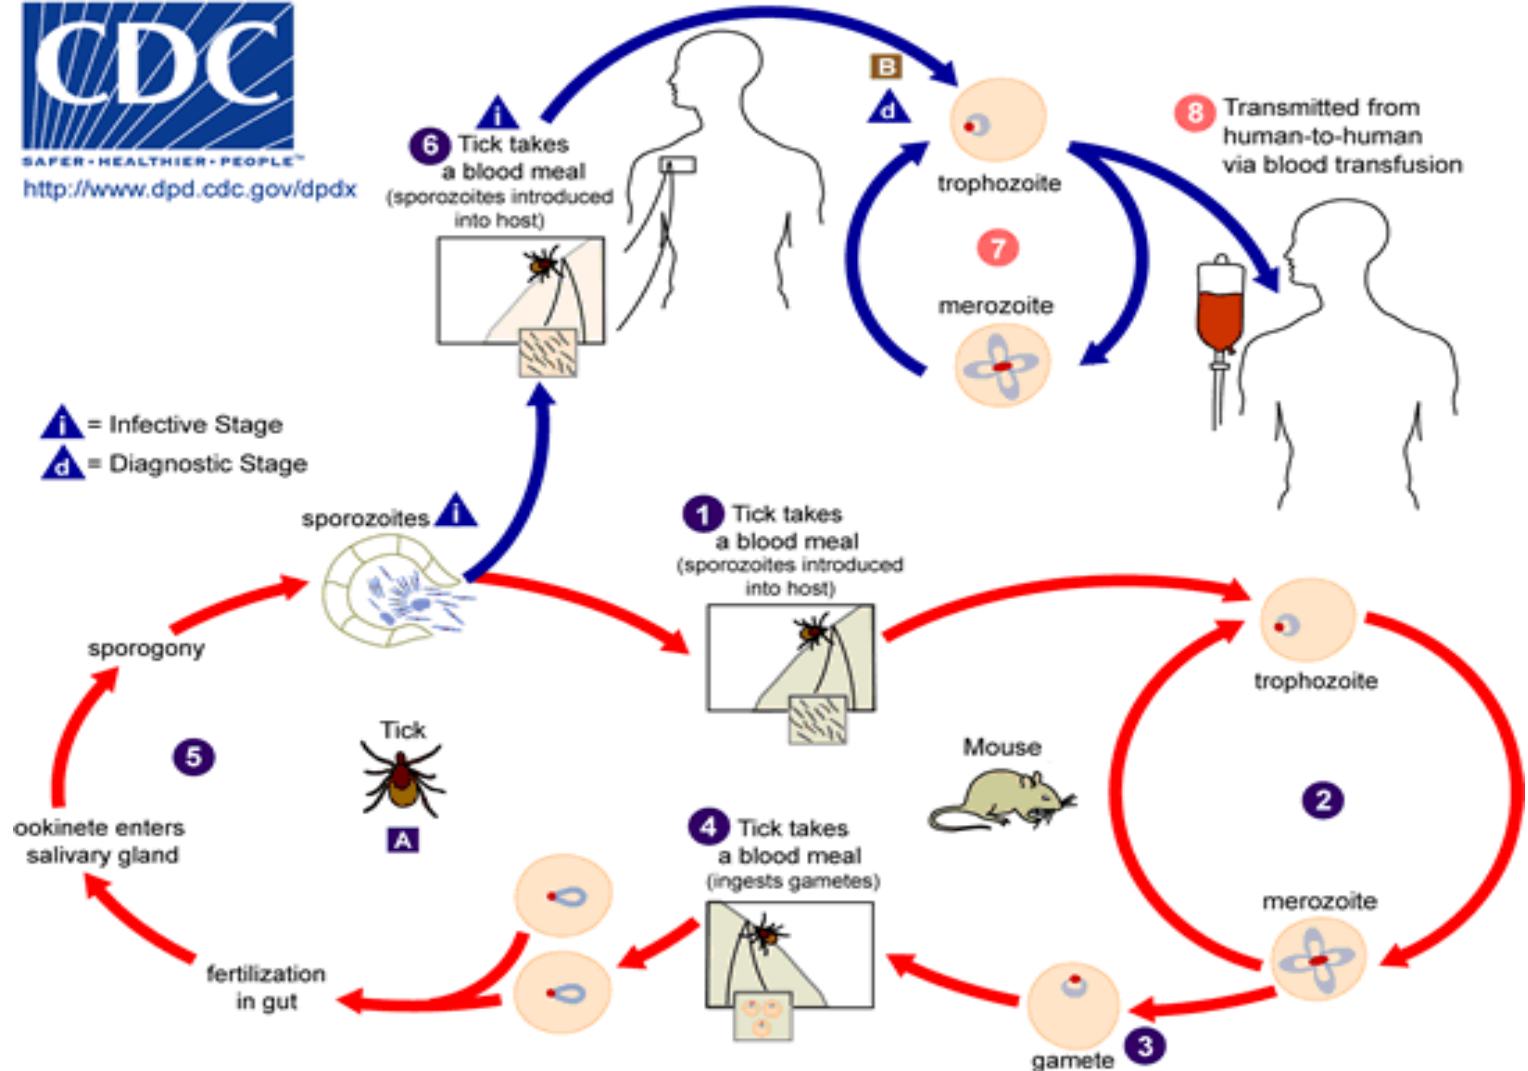 CDC
SAFER•HEALTHIER•PEOPLE™
http://www.dpd.cdc.gov/dpdx
i
6 Tick takes
a blood meal
(sporozoites introduced
into host)
B
d
trophozoite
7
merozoite
8 Transmitted from
human-to-human
via blood transfusion
i = Infective Stage
d = Diagnostic Stage
sporozoites i
1 Tick takes
a blood meal
(sporozoites introduced
into host)
trophozoite
sporogony
5
Tick
A
Mouse
2
ookinete enters
salivary gland
4 Tick takes
a blood meal
(ingests gametes)
merozoite
fertilization
in gut
gamete 3